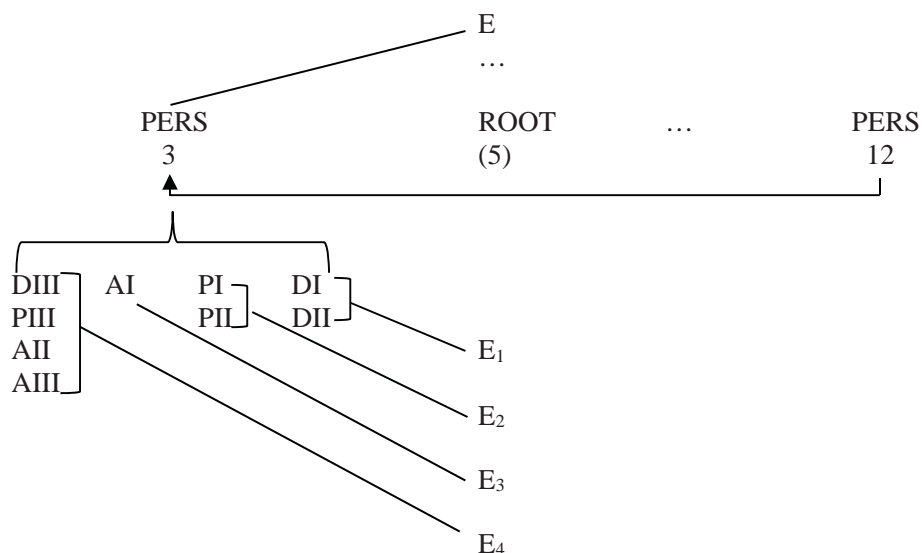 E
…
PERS ROOT … PERS
3 (5) 12
DIII AI PI DI
PIII PII DII
AII
AIII
E₁
E₂
E₃
E₄